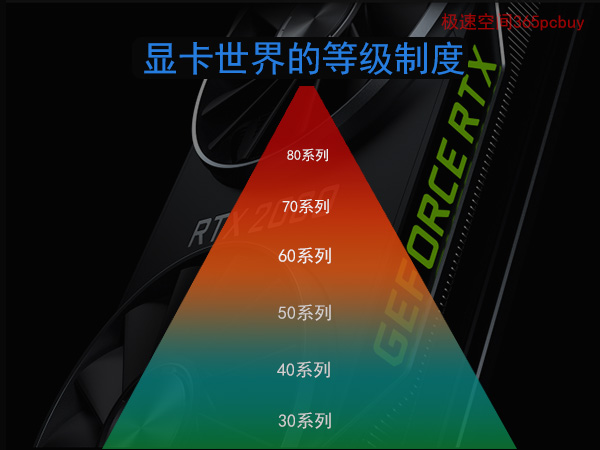 极速空间365pcbuy
显卡世界的等级制度
80系列
70系列
RTX 2080
60系列
50系列
40系列
30系列
GEFORCE RTX